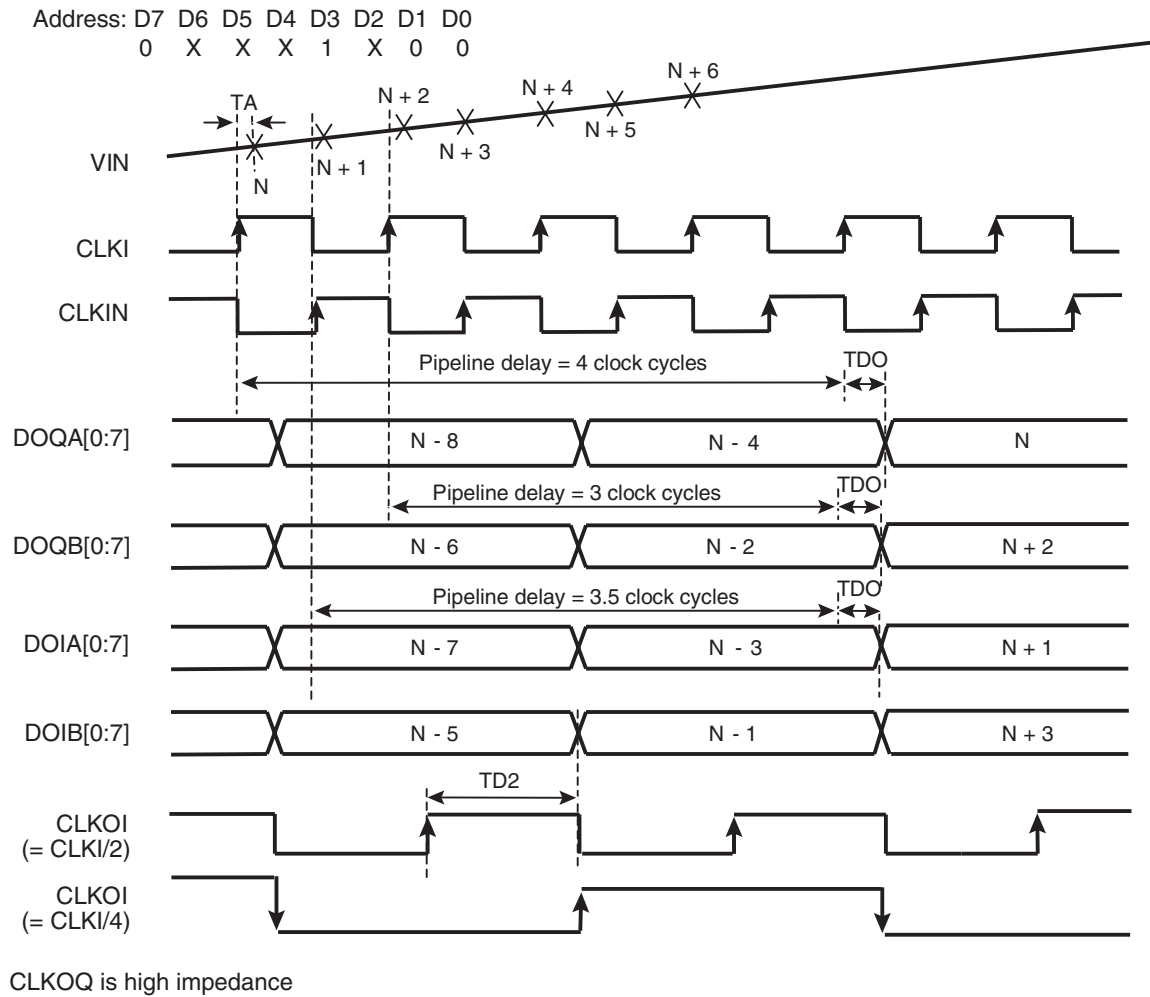 Address: D7 D6 D5 D4 D3 D2 D1 D0
0 X X X 1 X 0 0
N + 6
N + 4
N + 2
TA
N + 5
N + 3
VIN
N + 1
N
CLKI
CLKIN
Pipeline delay = 4 clock cycles
TDO
DOQA[0:7]
N - 8
N - 4
N
Pipeline delay = 3 clock cycles
TDO
DOQB[0:7]
N - 6
N - 2
N + 2
Pipeline delay = 3.5 clock cycles
TDO
DOIA[0:7]
N - 7
N - 3
N + 1
DOIB[0:7]
N - 5
N - 1
N + 3
TD2
CLKOI
(= CLKI/2)
CLKOI
(= CLKI/4)
CLKOQ is high impedance